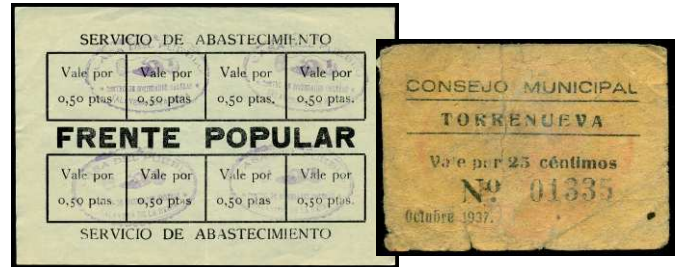 SERVICIO DE ABASTECIMIENTO
Vale por Vale por Vale por Vale por
0,50 ptas. 0,50 ptas 0,50 ptas. 0,50 ptas.
FRENTE POPULAR
Vale por Vale por Vale por Vale por
0,50 ptas. 0,50 ptas 0,50 ptas 0,50 ptas.
SERVICIO DE ABASTECIMIENTO
CASA DEL PUEBLO
CONSEJO MUNICIPAL
TORRENUEVA
Vale por 25 céntimos
Nº 01335
Octubre 1937.